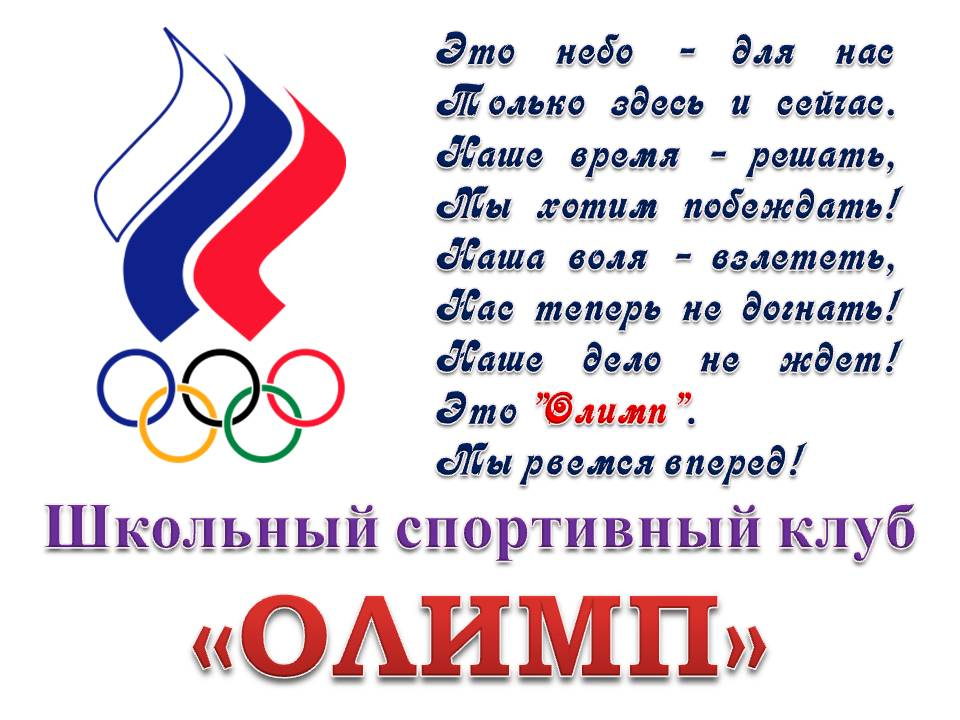 Это небо - для нас
Только здесь и сейчас.
Наше время - решать,
Мы хотим побеждать!
Наша воля - взлететь,
Нас теперь не догнать!
Наше дело не ждет!
Это "Олимп".
Мы рвемся вперед!
Школьный спортивный клуб
«ОЛИМП»